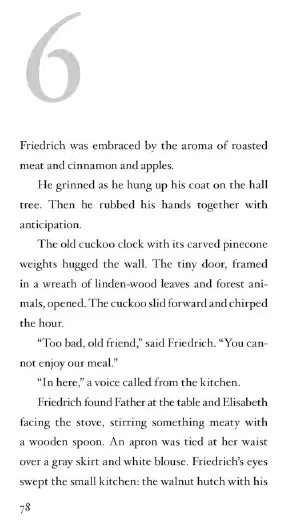 6
Friedrich was embraced by the aroma of roasted
meat and cinnamon and apples.
He grinned as he hung up his coat on the hall
tree. Then he rubbed his hands together with
anticipation.
The old cuckoo clock with its carved pinecone
weights hugged the wall. The tiny door, framed
in a wreath of linden-wood leaves and forest ani-
mals, opened. The cuckoo slid forward and chirped
the hour.
“Too bad, old friend,” said Friedrich. “You can-
not enjoy our meal.”
“In here,” a voice called from the kitchen.
Friedrich found Father at the table and Elisabeth
facing the stove, stirring something meaty with
a wooden spoon. An apron was tied at her waist
over a gray skirt and white blouse. Friedrich’s eyes
swept the small kitchen: the walnut hutch with his
78